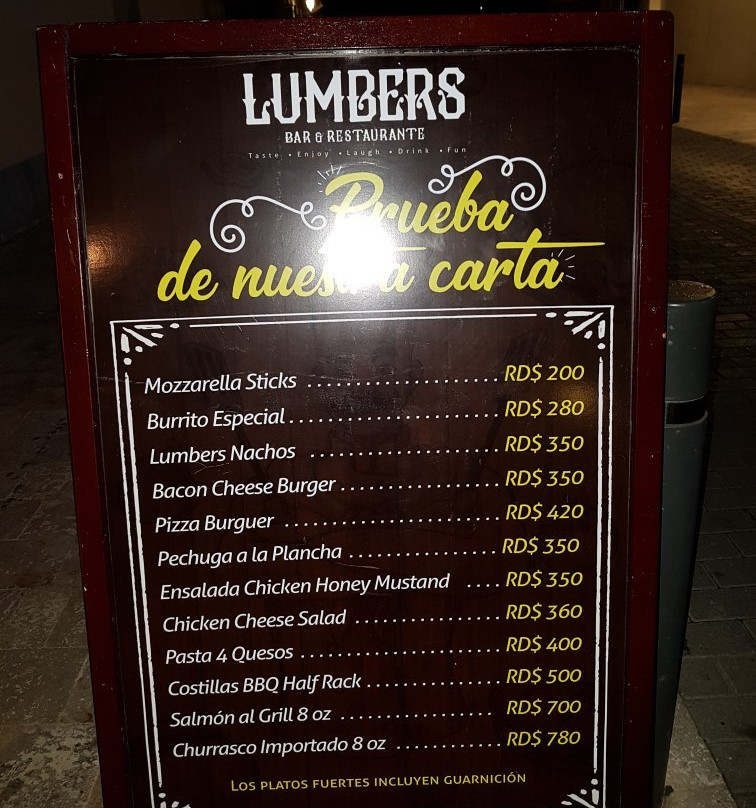 LUMBERS
BAR & RESTAURANTE
Taste • Enjoy • Laugh • Drink • Fun
Prueba
de nuestra carta
Mozzarella Sticks .................... RD$ 200
Burrito Especial ...................... RD$ 280
Lumbers Nachos .................... RD$ 350
Bacon Cheese Burger ................ RD$ 350
Pizza Burguer ...................... RD$ 420
Pechuga a la Plancha ............... RD$ 350
Ensalada Chicken Honey Mustand .... RD$ 350
Chicken Cheese Salad ............... RD$ 360
Pasta 4 Quesos ..................... RD$ 400
Costillas BBQ Half Rack .............. RD$ 500
Salmón al Grill 8 oz ................ RD$ 700
Churrasco Importado 8 oz ............ RD$ 780
LOS PLATOS FUERTES INCLUYEN GUARNICIÓN